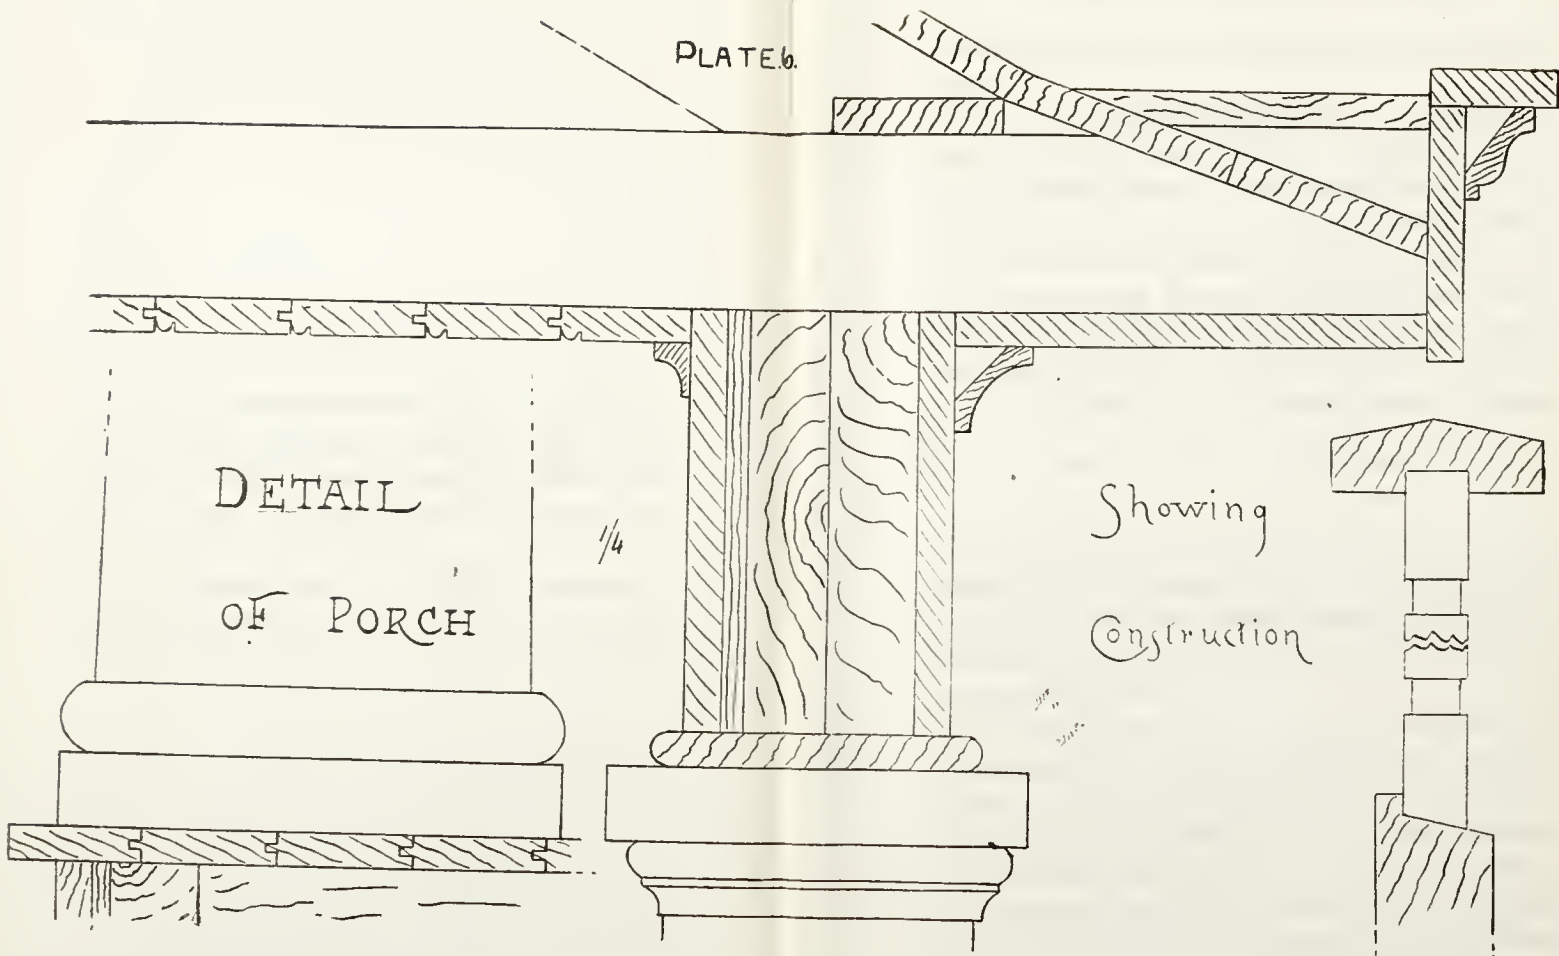 PLATE.6.
DETAIL
OF PORCH
1/4
Showing
Construction